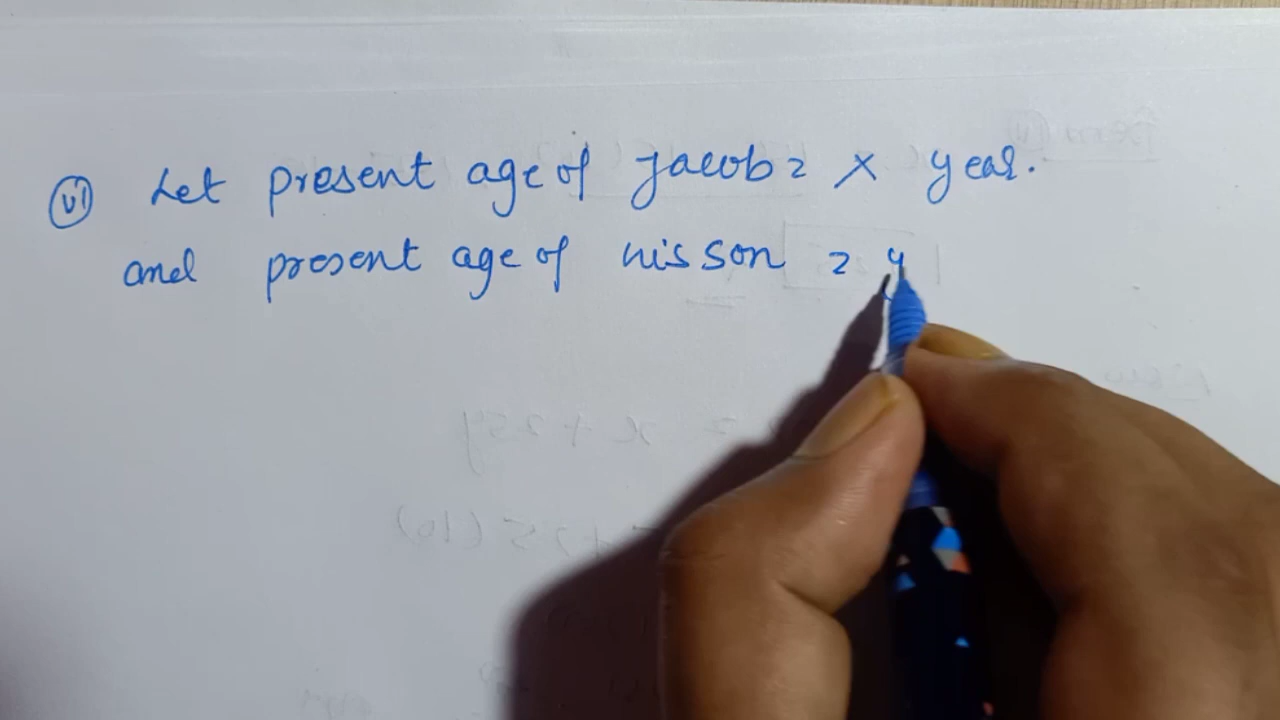 (vi) Let present age of Jacob = x year.
and present age of his son = y